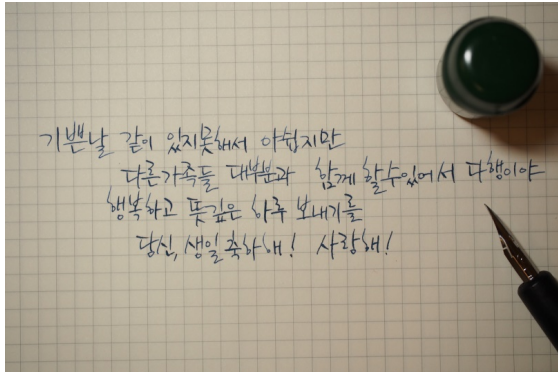 기쁜날 같이 있지못해서 아쉽지만
다른가족들 대부분과 함께 할수있어서 다행이야
행복하고 뜻깊은 하루 보내기를
당신, 생일축하해! 사랑해!